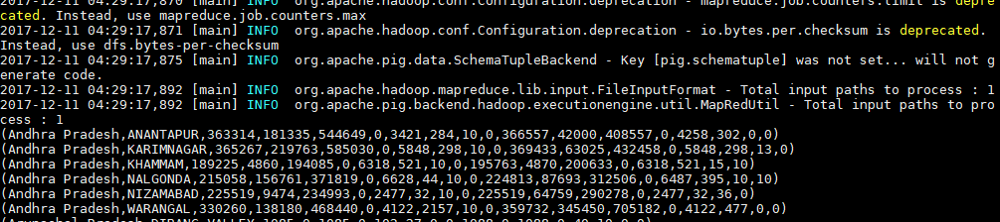 2017-12-11 04:29:17,870 [main] INFO  org.apache.hadoop.conf.Configuration.deprecation - mapreduce.job.counters.limit is depre
cated. Instead, use mapreduce.job.counters.max
2017-12-11 04:29:17,871 [main] INFO  org.apache.hadoop.conf.Configuration.deprecation - io.bytes.per.checksum is deprecated.
Instead, use dfs.bytes-per-checksum
2017-12-11 04:29:17,875 [main] INFO  org.apache.pig.data.SchemaTupleBackend - Key [pig.schematuple] was not set... will not g
enerate code.
2017-12-11 04:29:17,892 [main] INFO  org.apache.hadoop.mapreduce.lib.input.FileInputFormat - Total input paths to process : 1
2017-12-11 04:29:17,892 [main] INFO  org.apache.pig.backend.hadoop.executionengine.util.MapRedUtil - Total input paths to pro
cess : 1
(Andhra Pradesh,ANANTAPUR,363314,181335,544649,0,3421,284,10,0,366557,42000,408557,0,4258,302,0,0)
(Andhra Pradesh,KARIMNAGAR,365267,219763,585030,0,5848,298,10,0,369433,63025,432458,0,5848,298,13,0)
(Andhra Pradesh,KHAMMAM,189225,4860,194085,0,6318,521,10,0,195763,4870,200633,0,6318,521,15,10)
(Andhra Pradesh,NALGONDA,215058,156761,371819,0,6628,44,10,0,224813,87693,312506,0,6487,395,10,10)
(Andhra Pradesh,NIZAMABAD,225519,9474,234993,0,2477,32,10,0,225519,64759,290278,0,2477,32,36,0)
(Andhra Pradesh,WARANGAL,330260,138180,468440,0,4122,2157,10,0,359732,345450,705182,0,4122,477,0,0)